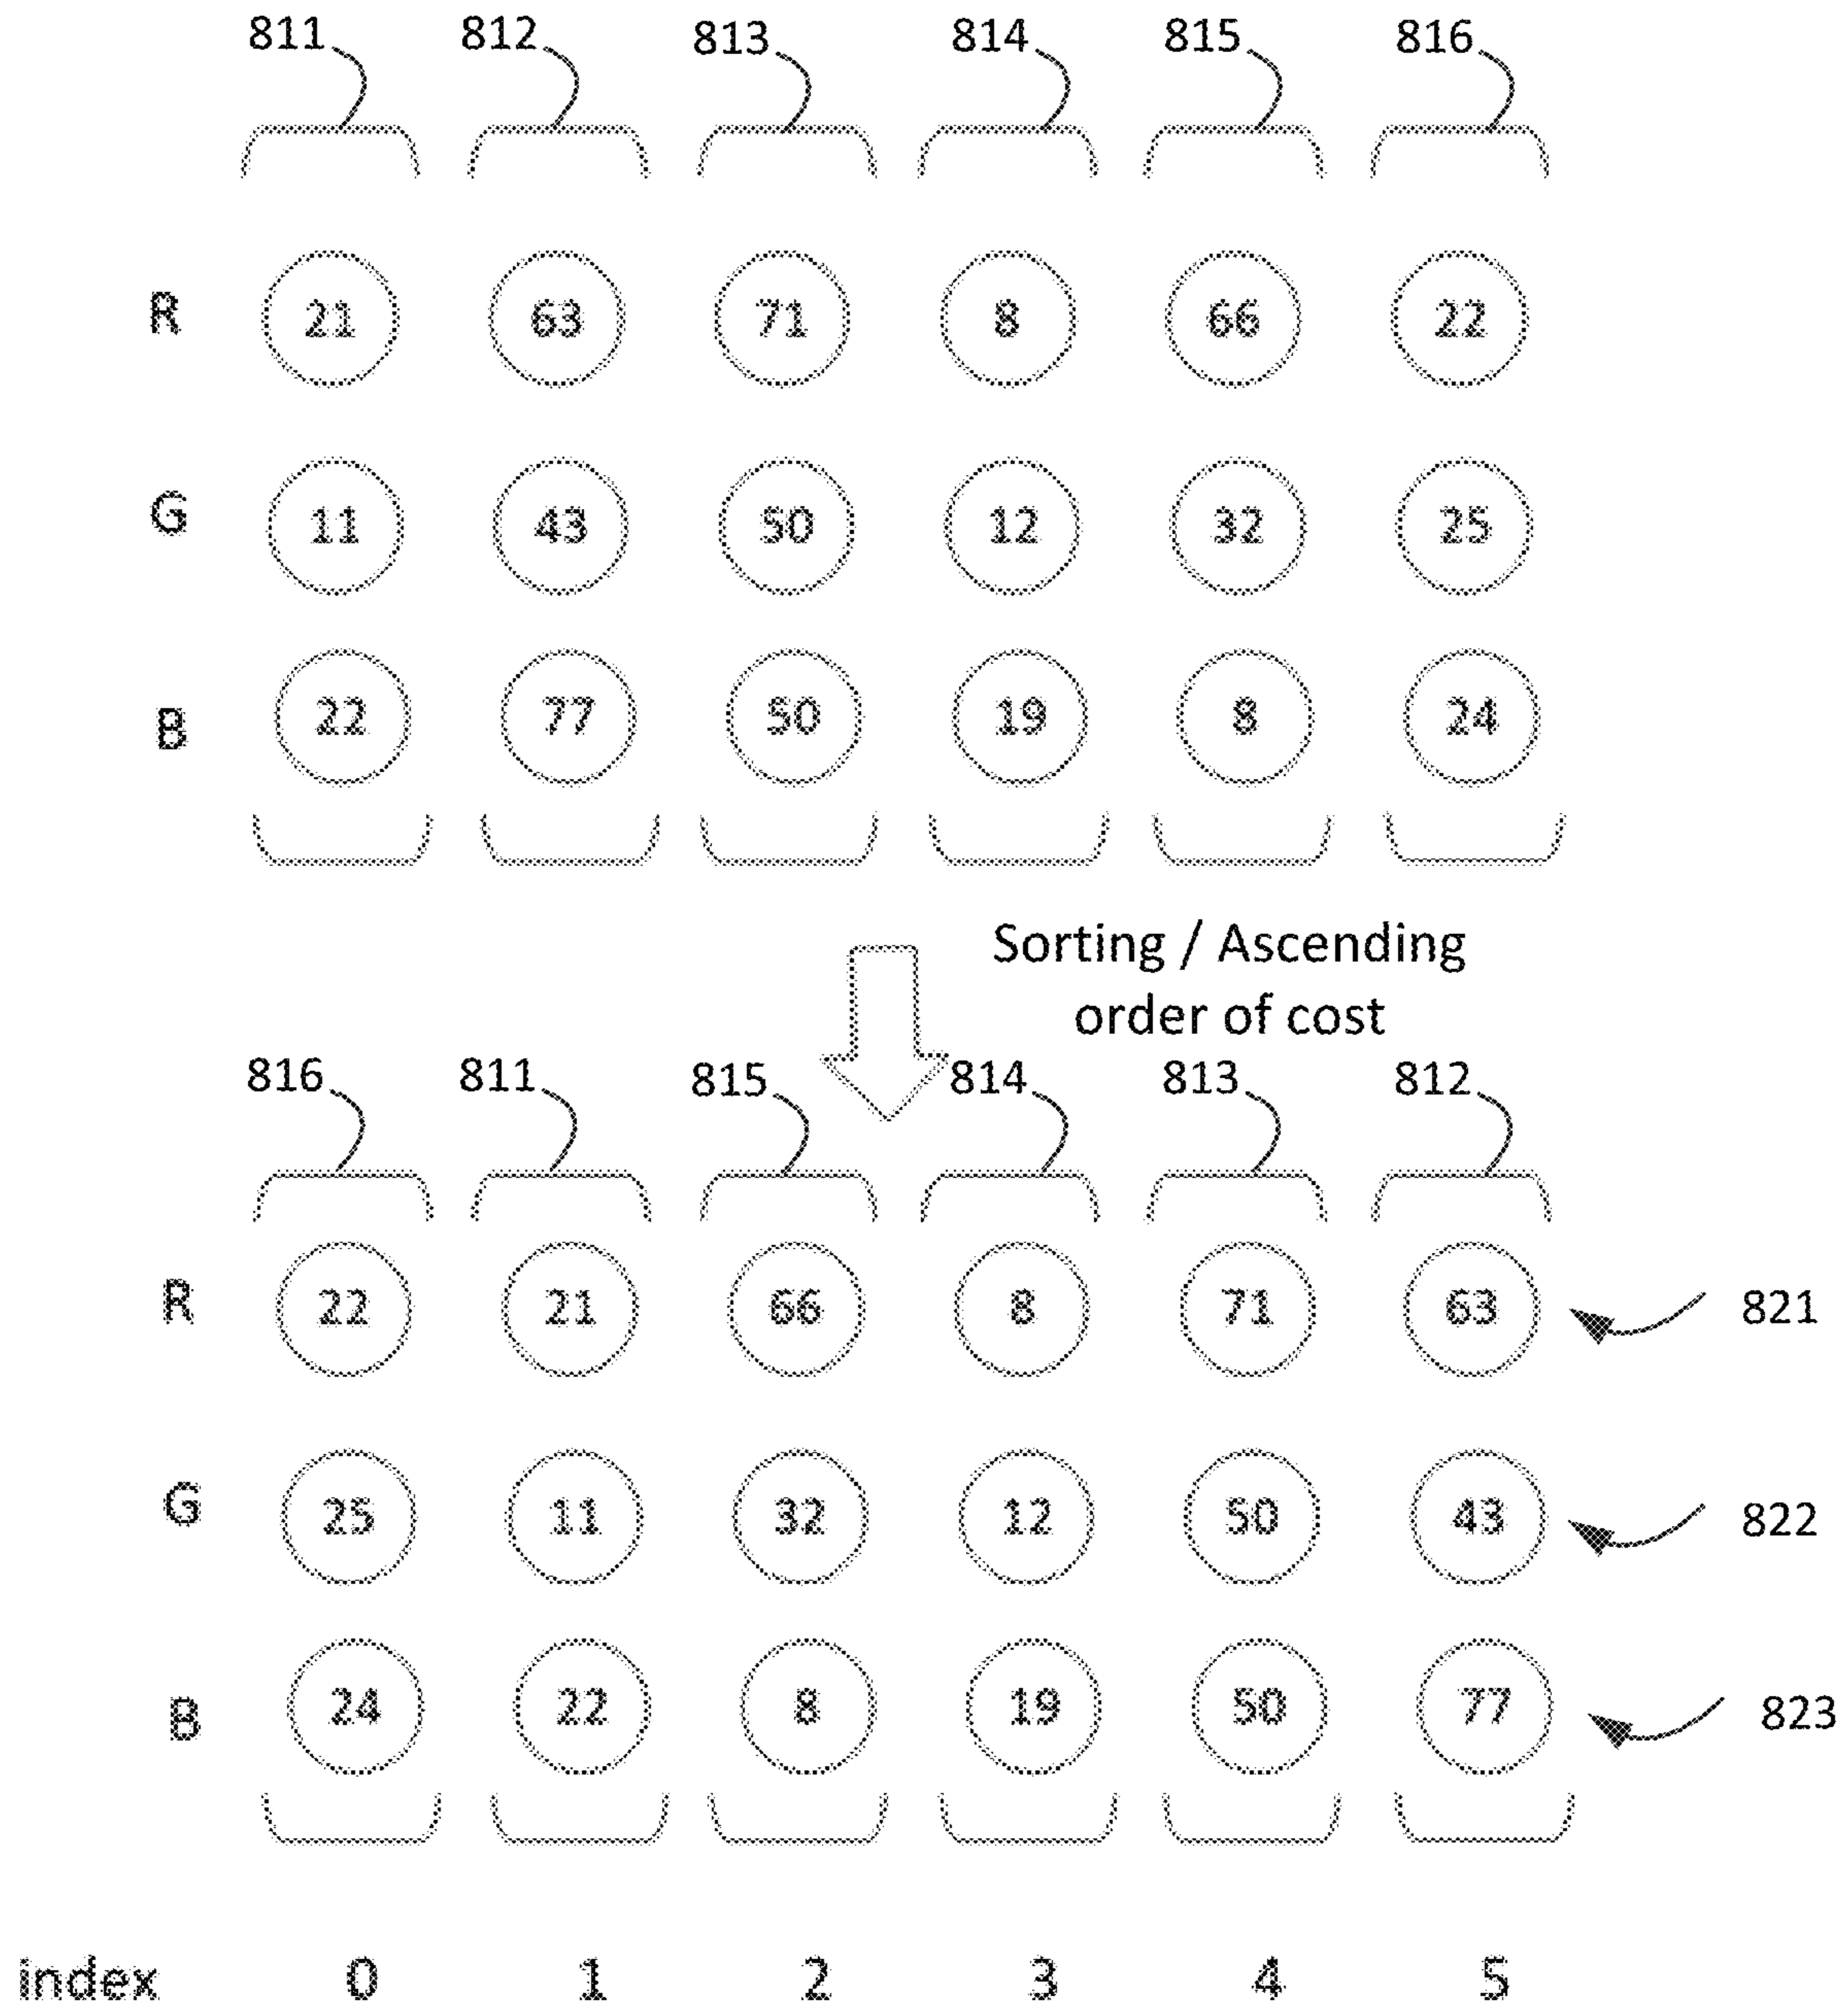 811 812 813 814 815 816
R 21 63 71 8 66 22
G 11 43 50 12 32 25
B 22 77 50 19 8 24
Sorting / Ascending
order of cost
816 811 815 814 813 812
R 22 21 66 8 71 63 821
G 25 11 32 12 50 43 822
B 24 22 8 19 50 77 823
index 0 1 2 3 4 5